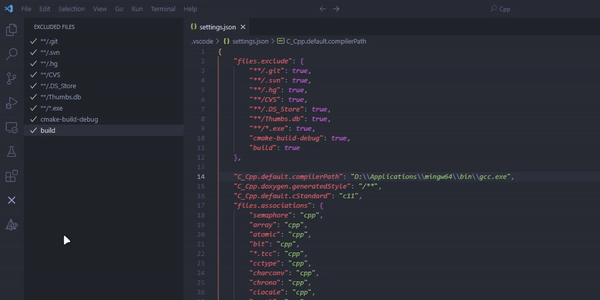 File Edit Selection View Go Run Terminal Help
Cpp
EXCLUDED FILES
**/.git
**/.svn
**/.hg
**/CVS
**/.DS_Store
**/Thumbs.db
**/*.exe
cmake-build-debug
build
settings.json
.vscode > settings.json > C_Cpp.default.compilerPath
1 {
2 "files.exclude": {
3 "**/.git": true,
4 "**/.svn": true,
5 "**/.hg": true,
6 "**/CVS": true,
7 "**/.DS_Store": true,
8 "**/Thumbs.db": true,
9 "**/*.exe": true,
10 "cmake-build-debug": true,
11 "build": true
12 },
13
14 "C_Cpp.default.compilerPath": "D:\\Applications\\mingw64\\bin\\gcc.exe",
15 "C_Cpp.doxygen.generatedStyle": "/**",
16 "C_Cpp.default.cStandard": "c11",
17 "files.associations": {
18 "semaphore": "cpp",
19 "array": "cpp",
20 "atomic": "cpp",
21 "bit": "cpp",
22 "*.tcc": "cpp",
23 "cctype": "cpp",
24 "charconv": "cpp",
25 "chrono": "cpp",
26 "clocale": "cpp",